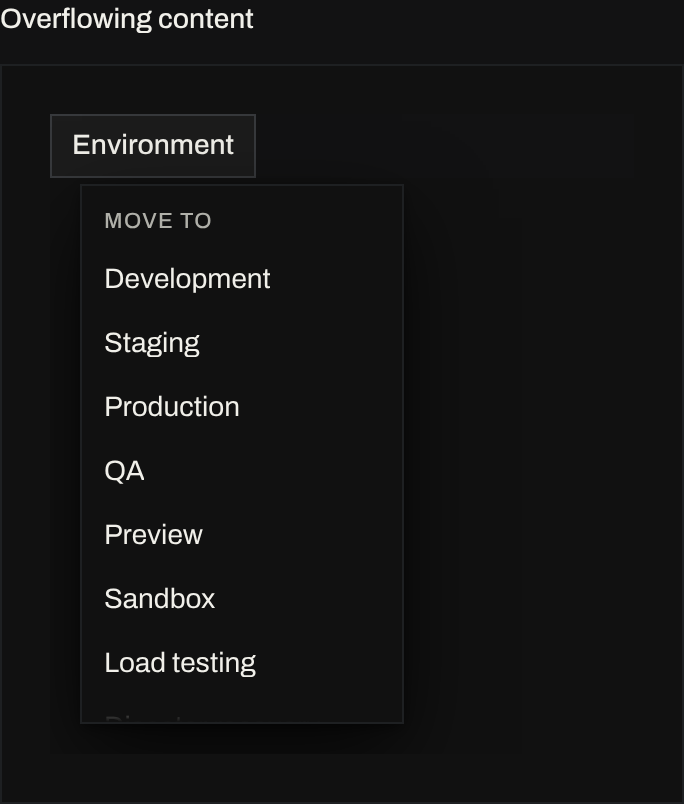 Overflowing content
Environment
MOVE TO
Development
Staging
Production
QA
Preview
Sandbox
Load testing